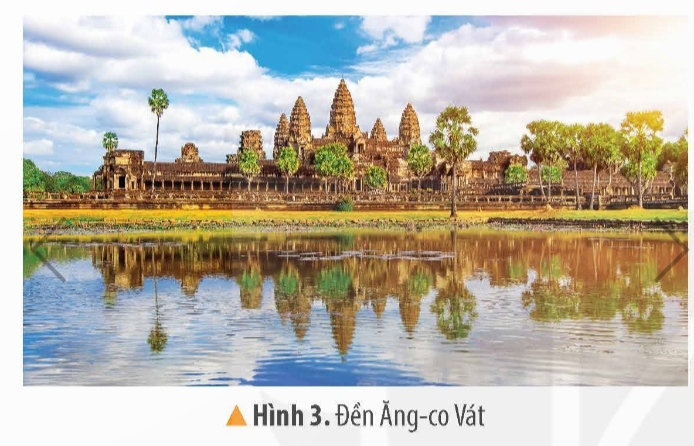 ▲ Hình 3. Đền Ăng-co Vát